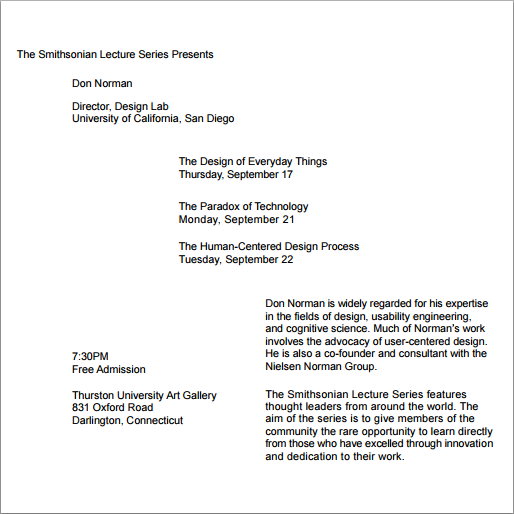 The Smithsonian Lecture Series Presents
Don Norman
Director, Design Lab
University of California, San Diego
The Design of Everyday Things
Thursday, September 17
The Paradox of Technology
Monday, September 21
The Human-Centered Design Process
Tuesday, September 22
7:30PM
Free Admission
Thurston University Art Gallery
831 Oxford Road
Darlington, Connecticut
Don Norman is widely regarded for his expertise
in the fields of design, usability engineering,
and cognitive science. Much of Norman's work
involves the advocacy of user-centered design.
He is also a co-founder and consultant with the
Nielsen Norman Group.
The Smithsonian Lecture Series features
thought leaders from around the world. The
aim of the series is to give members of the
community the rare opportunity to learn directly
from those who have excelled through innovation
and dedication to their work.